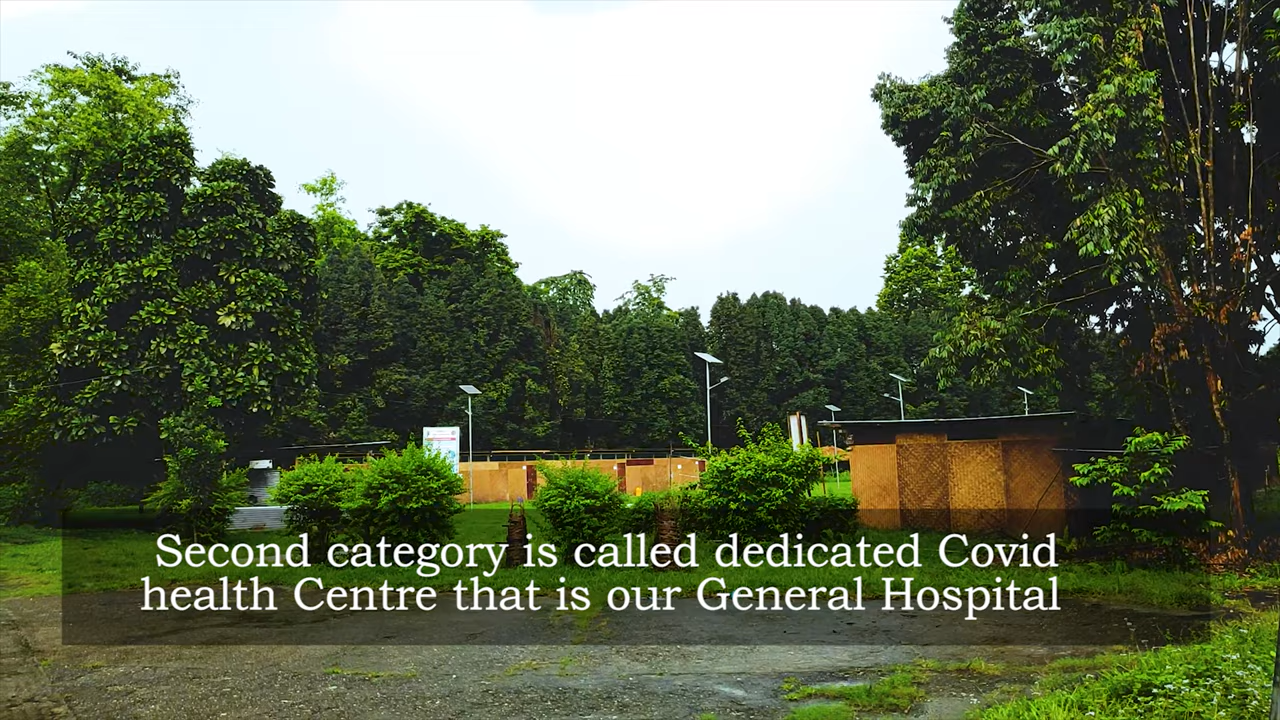 Second category is called dedicated Covid
health Centre that is our General Hospital